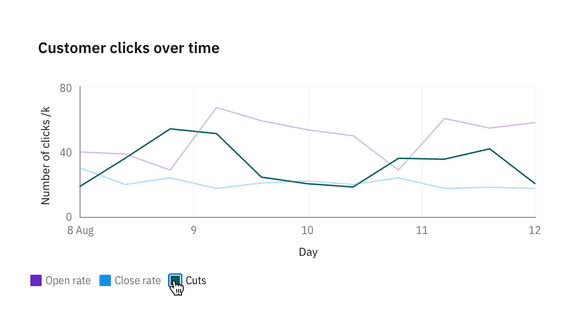 Customer clicks over time
Number of clicks /k
80
40
0
8 Aug 9 10 11 12
Day
Open rate Close rate Cuts